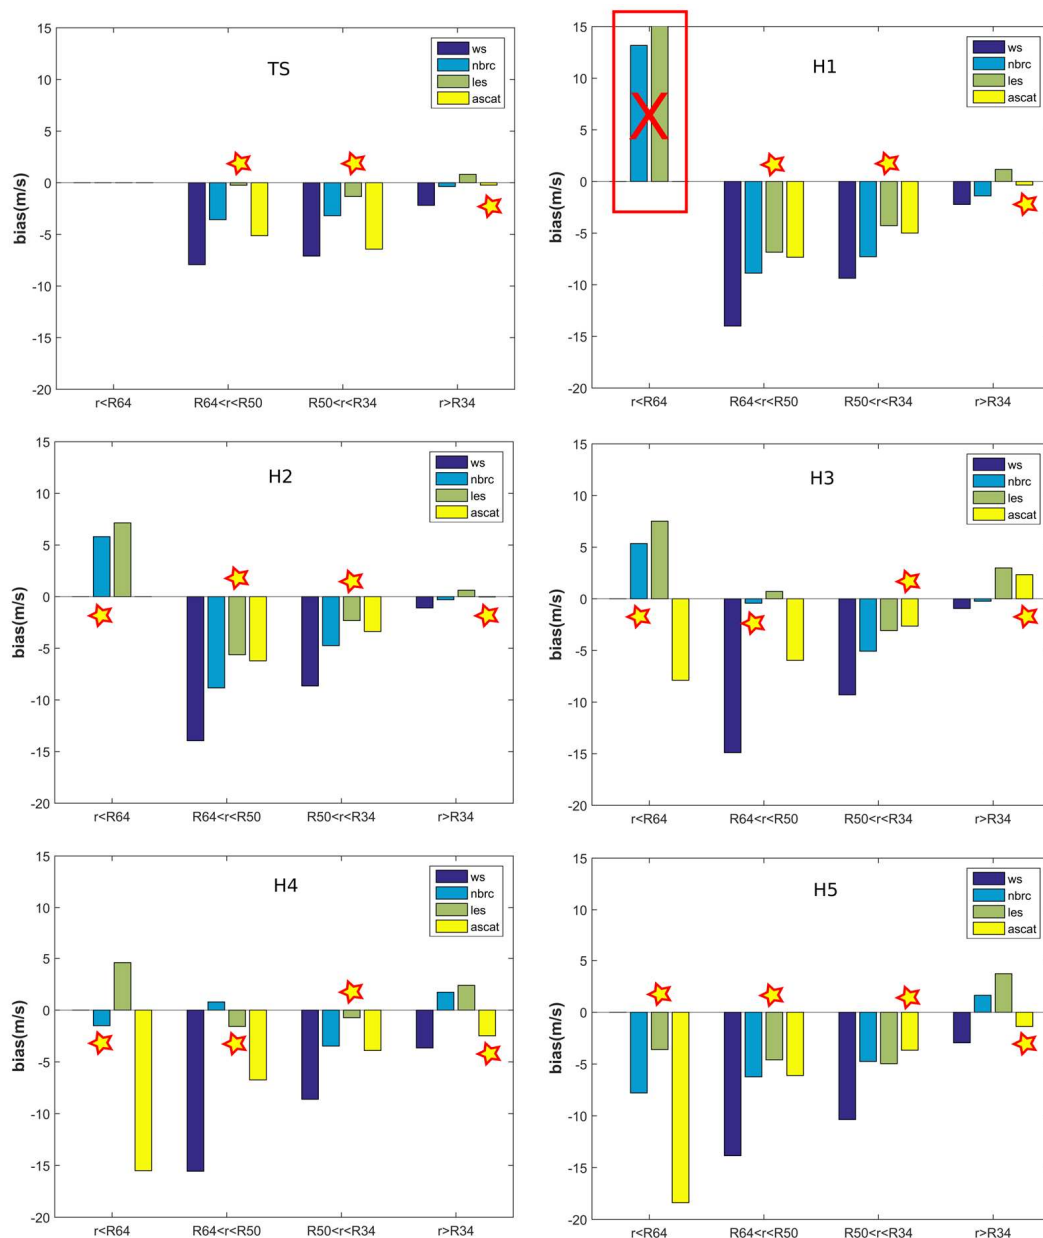 TS
ws
nbrc
les
ascat
bias(m/s)
15
10
5
0
-5
-10
-15
-20
r<R64
R64<r<R50
R50<r<R34
r>R34
H1
ws
nbrc
les
ascat
X
bias(m/s)
15
10
5
0
-5
-10
-15
-20
r<R64
R64<r<R50
R50<r<R34
r>R34
H2
ws
nbrc
les
ascat
bias(m/s)
15
10
5
0
-5
-10
-15
-20
r<R64
R64<r<R50
R50<r<R34
r>R34
H3
ws
nbrc
les
ascat
bias(m/s)
15
10
5
0
-5
-10
-15
-20
r<R64
R64<r<R50
R50<r<R34
r>R34
H4
ws
nbrc
les
ascat
bias(m/s)
15
10
5
0
-5
-10
-15
-20
r<R64
R64<r<R50
R50<r<R34
r>R34
H5
ws
nbrc
les
ascat
bias(m/s)
15
10
5
0
-5
-10
-15
-20
r<R64
R64<r<R50
R50<r<R34
r>R34